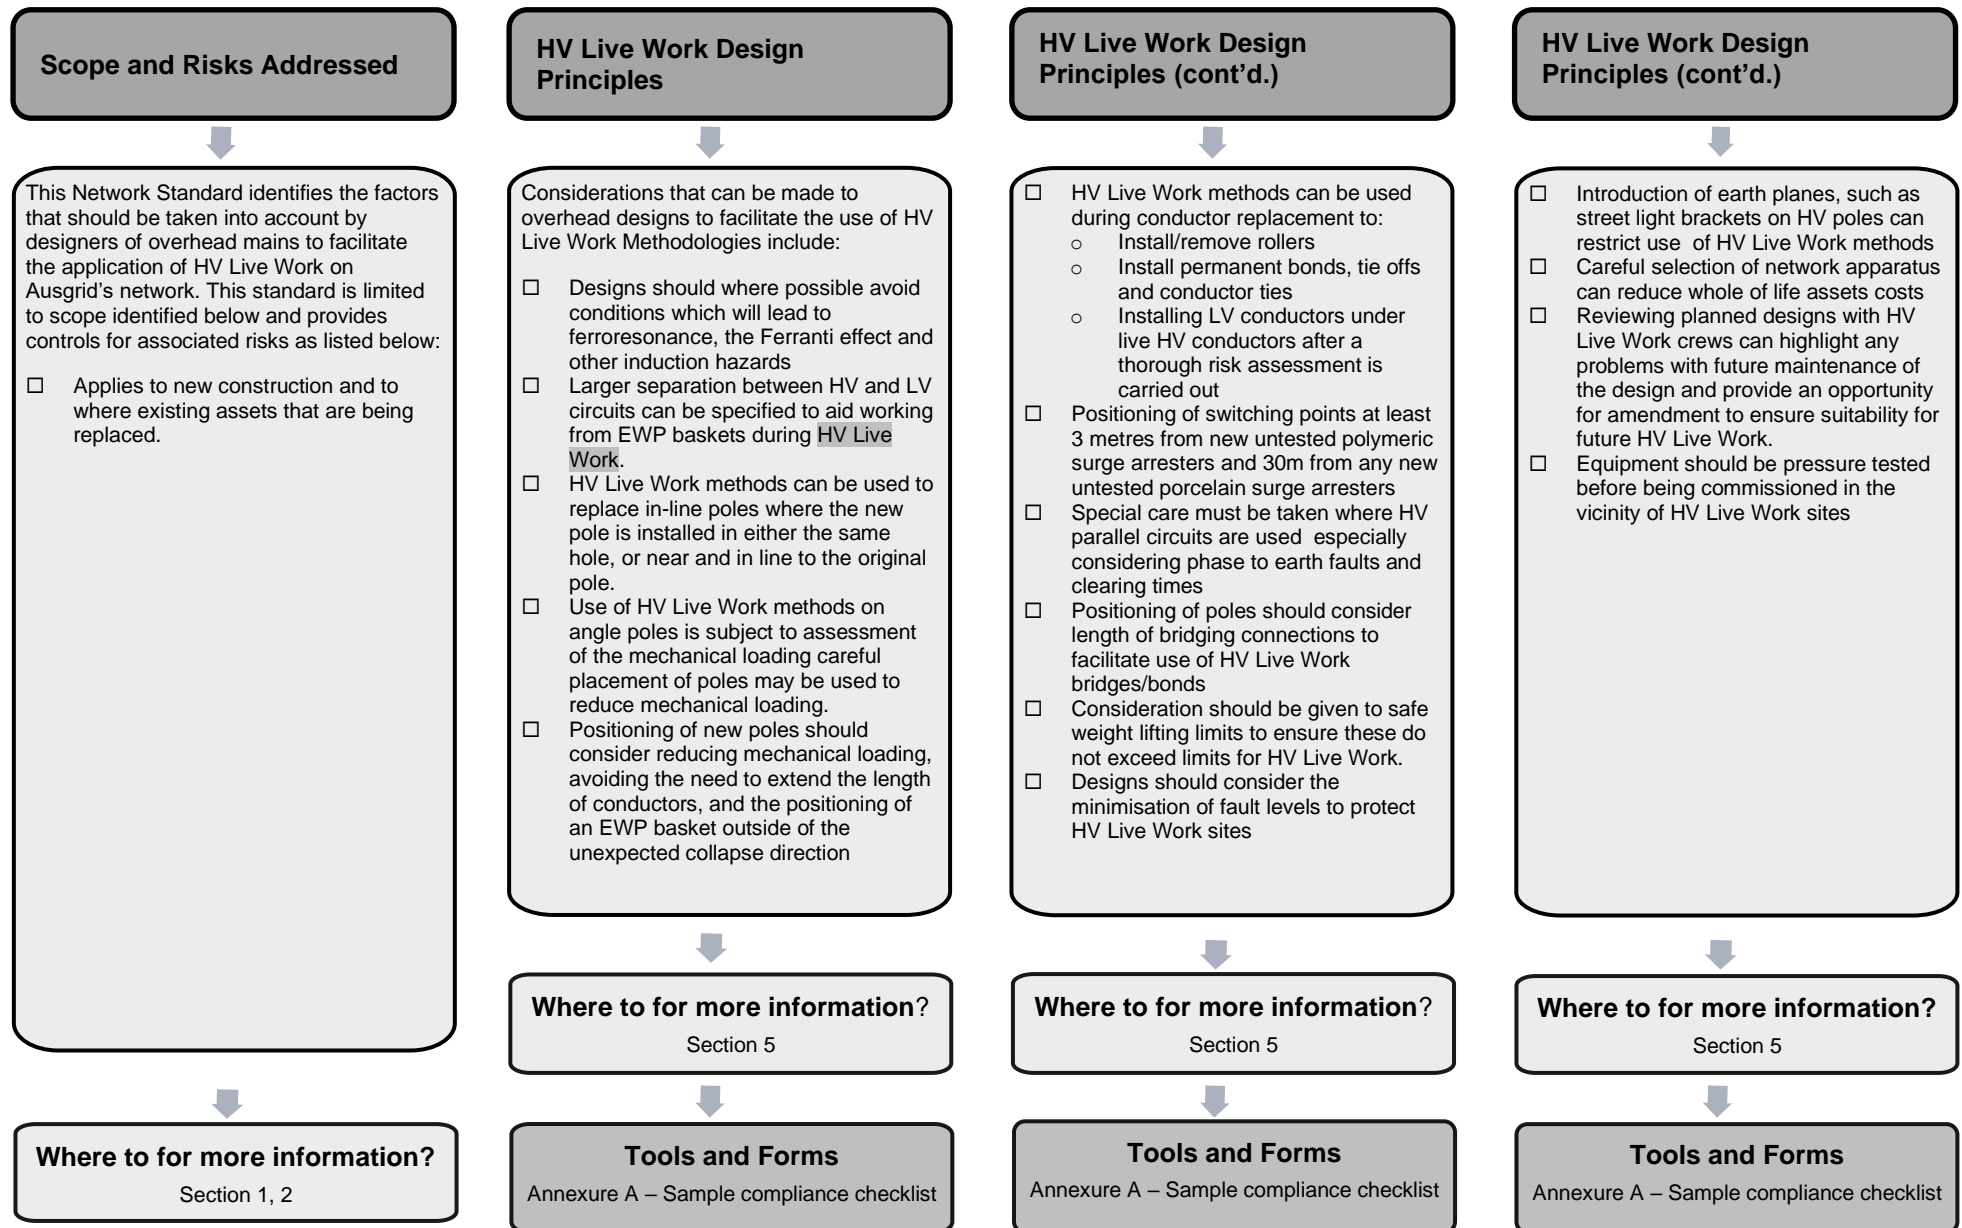 Scope and Risks Addressed
This Network Standard identifies the factors
that should be taken into account by
designers of overhead mains to facilitate
the application of HV Live Work on
Ausgrid's network. This standard is limited
to scope identified below and provides
controls for associated risks as listed below:
☐ Applies to new construction and to
where existing assets that are being
replaced.
Where to for more information?
Section 1, 2
HV Live Work Design
Principles
Considerations that can be made to
overhead designs to facilitate the use of HV
Live Work Methodologies include:
☐ Designs should where possible avoid
conditions which will lead to
ferroresonance, the Ferranti effect and
other induction hazards
☐ Larger separation between HV and LV
circuits can be specified to aid working
from EWP baskets during HV Live
Work.
☐ HV Live Work methods can be used to
replace in-line poles where the new
pole is installed in either the same
hole, or near and in line to the original
pole.
☐ Use of HV Live Work methods on
angle poles is subject to assessment
of the mechanical loading careful
placement of poles may be used to
reduce mechanical loading.
☐ Positioning of new poles should
consider reducing mechanical loading,
avoiding the need to extend the length
of conductors, and the positioning of
an EWP basket outside of the
unexpected collapse direction
Where to for more information?
Section 5
Tools and Forms
Annexure A – Sample compliance checklist
HV Live Work Design
Principles (cont'd.)
☐ HV Live Work methods can be used
during conductor replacement to:
o Install/remove rollers
o Install permanent bonds, tie offs
and conductor ties
o Installing LV conductors under
live HV conductors after a
thorough risk assessment is
carried out
☐ Positioning of switching points at least
3 metres from new untested polymeric
surge arresters and 30m from any new
untested porcelain surge arresters
☐ Special care must be taken where HV
parallel circuits are used especially
considering phase to earth faults and
clearing times
☐ Positioning of poles should consider
length of bridging connections to
facilitate use of HV Live Work
bridges/bonds
☐ Consideration should be given to safe
weight lifting limits to ensure these do
not exceed limits for HV Live Work.
☐ Designs should consider the
minimisation of fault levels to protect
HV Live Work sites
Where to for more information?
Section 5
Tools and Forms
Annexure A – Sample compliance checklist
HV Live Work Design
Principles (cont'd.)
☐ Introduction of earth planes, such as
street light brackets on HV poles can
restrict use of HV Live Work methods
☐ Careful selection of network apparatus
can reduce whole of life assets costs
☐ Reviewing planned designs with HV
Live Work crews can highlight any
problems with future maintenance of
the design and provide an opportunity
for amendment to ensure suitability for
future HV Live Work.
☐ Equipment should be pressure tested
before being commissioned in the
vicinity of HV Live Work sites
Where to for more information?
Section 5
Tools and Forms
Annexure A – Sample compliance checklist